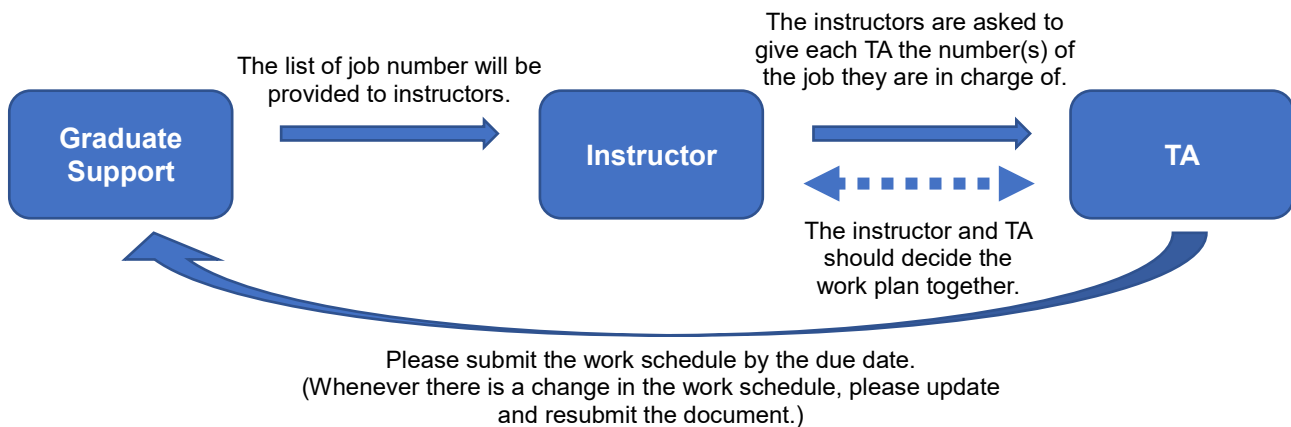 The list of job number will be
provided to instructors.
The instructors are asked to
give each TA the number(s) of
the job they are in charge of.
Graduate
Support
Instructor
TA
The instructor and TA
should decide the
work plan together.
Please submit the work schedule by the due date.
(Whenever there is a change in the work schedule, please update
and resubmit the document.)